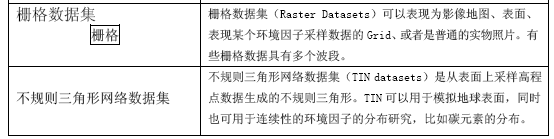 栅格数据集
栅格
栅格数据集（Raster Datasets）可以表现为影像地图、表面、
表现某个环境因子采样数据的 Grid、或者是普通的实物照片。有
些栅格数据具有多个波段。
不规则三角形网络数据集
不规则三角形网络数据集（TIN datasets）是从表面上采样高程
点数据生成的不规则三角形。TIN 可以用于模拟地球表面，同时
也可用于连续性的环境因子的分布研究，比如碳元素的分布。